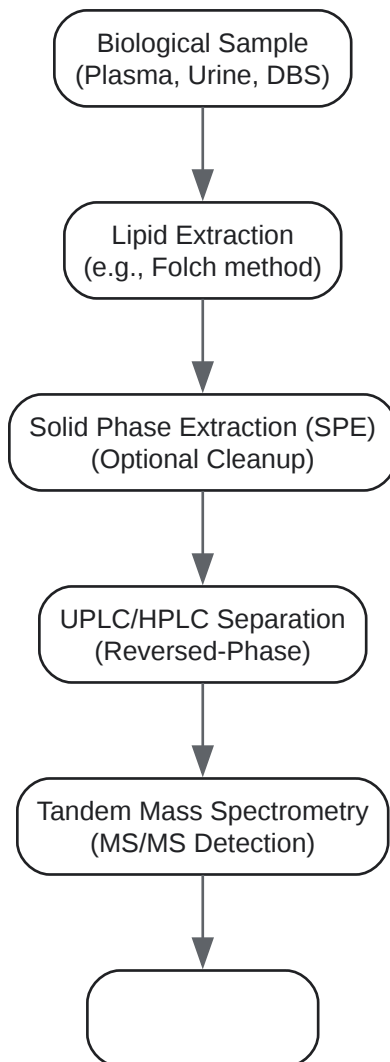 Biological Sample
(Plasma, Urine, DBS)
Lipid Extraction
(e.g., Folch method)
Solid Phase Extraction (SPE)
(Optional Cleanup)
UPLC/HPLC Separation
(Reversed-Phase)
Tandem Mass Spectrometry
(MS/MS Detection)